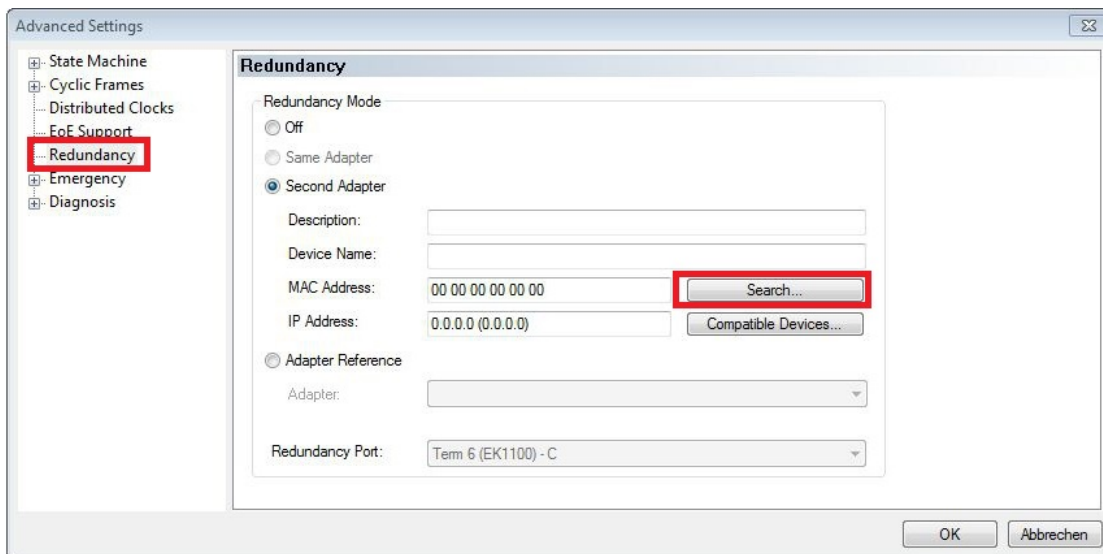 Advanced Settings
State Machine
Cyclic Frames
Distributed Clocks
EoE Support
Redundancy
Emergency
Diagnosis
Redundancy
Redundancy Mode
Off
Same Adapter
Second Adapter
Description:
Device Name:
MAC Address: 00 00 00 00 00 00 Search...
IP Address: 0.0.0.0 (0.0.0.0) Compatible Devices...
Adapter Reference
Adapter:
Redundancy Port: Term 6 (EK1100) - C
OK Abbrechen